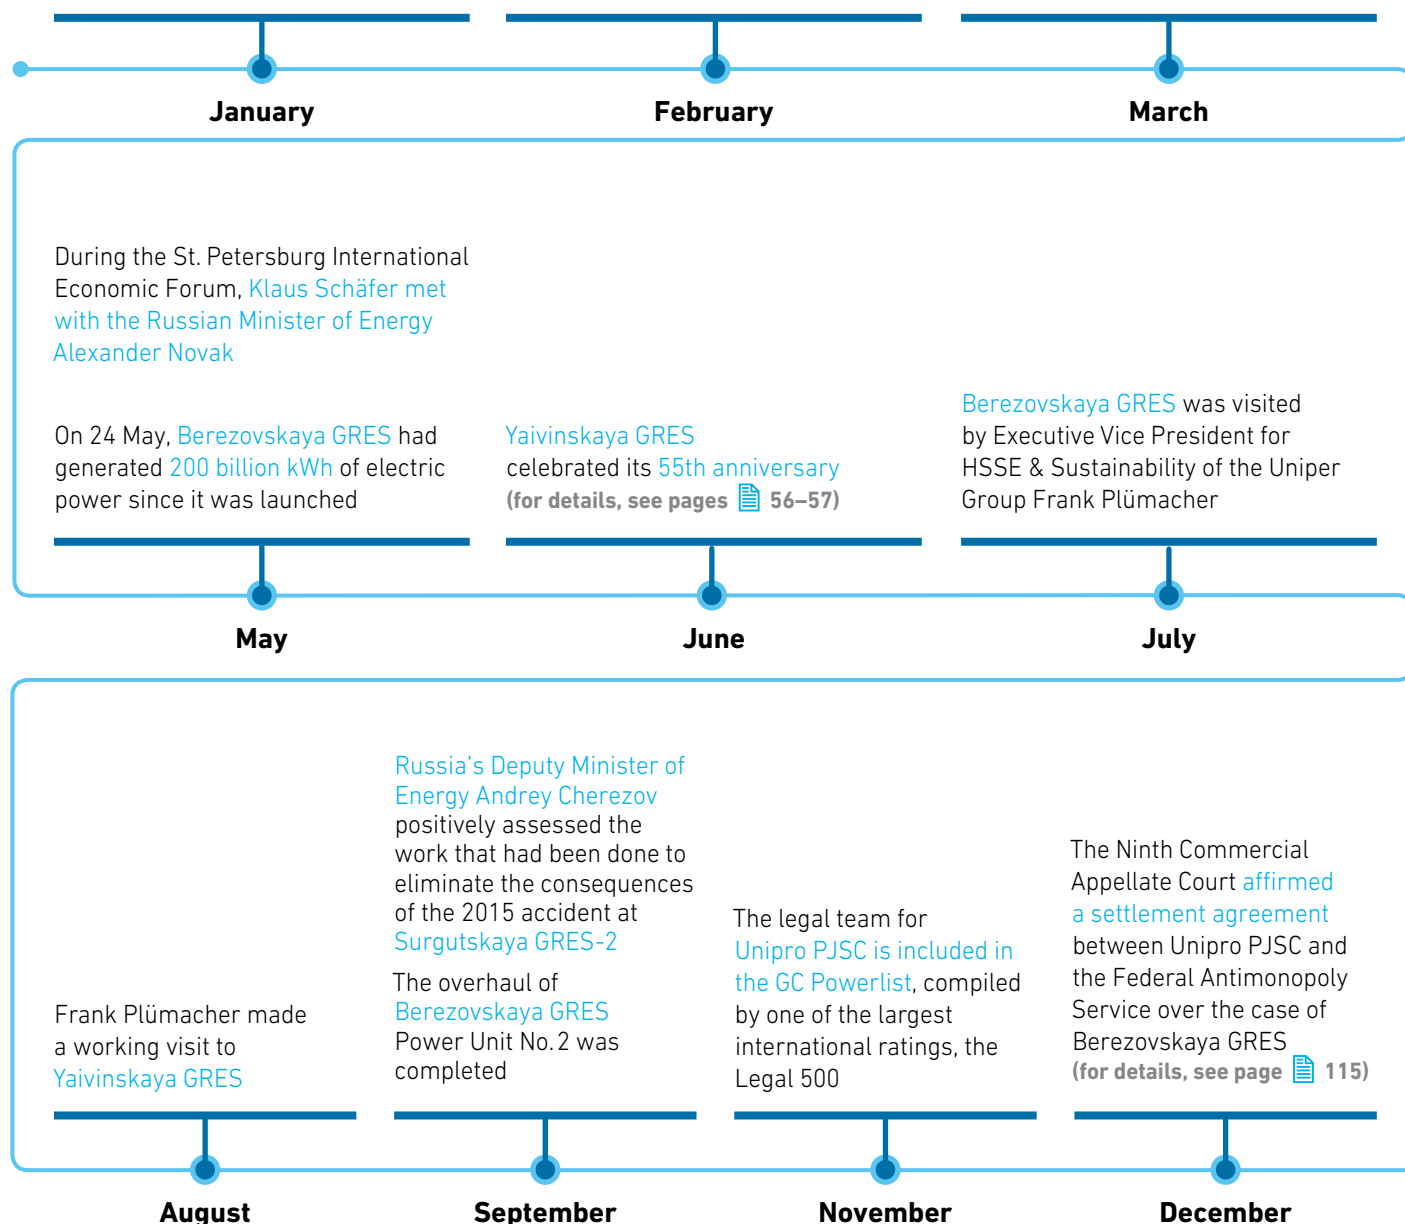 January
February
March
During the St. Petersburg International
Economic Forum, Klaus Schäfer met
with the Russian Minister of Energy
Alexander Novak
On 24 May, Berezovskaya GRES had
generated 200 billion kWh of electric
power since it was launched
Yaivinskaya GRES
celebrated its 55th anniversary
(for details, see pages 56–57)
Berezovskaya GRES was visited
by Executive Vice President for
HSSE & Sustainability of the Uniper
Group Frank Plümacher
May
June
July
Frank Plümacher made
a working visit to
Yaivinskaya GRES
Russia's Deputy Minister of
Energy Andrey Cherezov
positively assessed the
work that had been done to
eliminate the consequences
of the 2015 accident at
Surgutskaya GRES-2
The overhaul of
Berezovskaya GRES
Power Unit No. 2 was
completed
The legal team for
Unipro PJSC is included in
the GC Powerlist, compiled
by one of the largest
international ratings, the
Legal 500
The Ninth Commercial
Appellate Court affirmed
a settlement agreement
between Unipro PJSC and
the Federal Antimonopoly
Service over the case of
Berezovskaya GRES
(for details, see page 115)
August
September
November
December